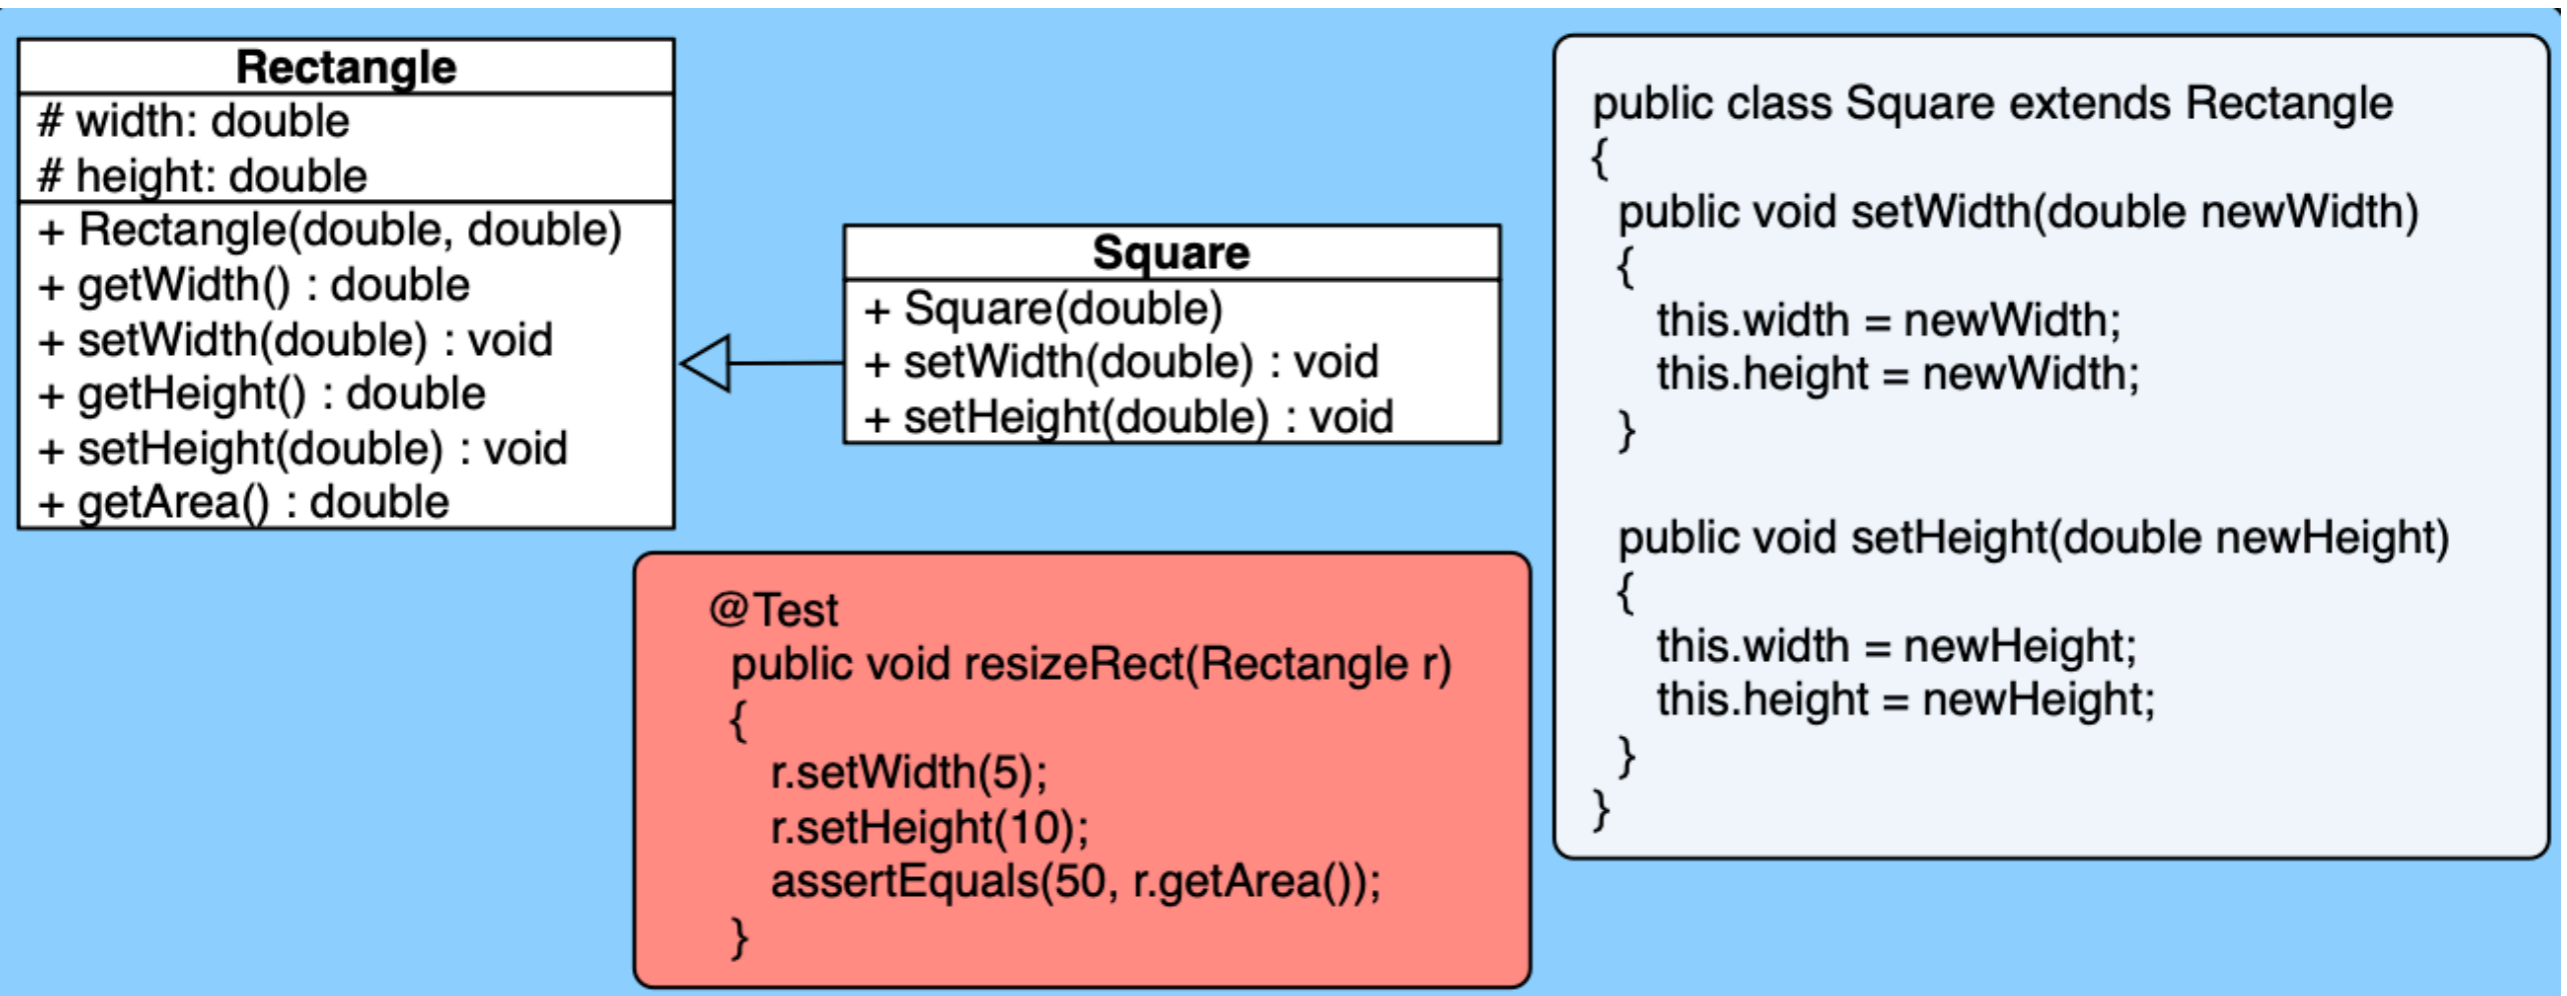 Rectangle
# width: double
# height: double
+ Rectangle(double, double)
+ getWidth() : double
+ setWidth(double) : void
+ getHeight() : double
+ setHeight(double) : void
+ getArea() : double
Square
+ Square(double)
+ setWidth(double) : void
+ setHeight(double) : void
@Test
public void resizeRect(Rectangle r)
{
r.setWidth(5);
r.setHeight(10);
assertEquals(50, r.getArea());
}
public class Square extends Rectangle
{
public void setWidth(double newWidth)
{
this.width = newWidth;
this.height = newWidth;
}
public void setHeight(double newHeight)
{
this.width = newHeight;
this.height = newHeight;
}
}